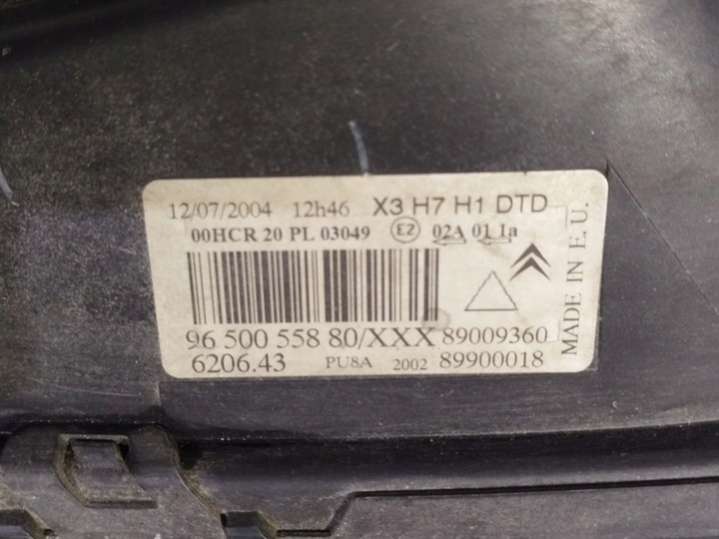 12/07/2004 12h46 X3 H7 H1 DTD
00HCR 20 PL 03049 E2 02A 01 1a
96 500 558 80/XXX 89009360
6206.43 PU8A 2002 89900018
MADE IN E.U.